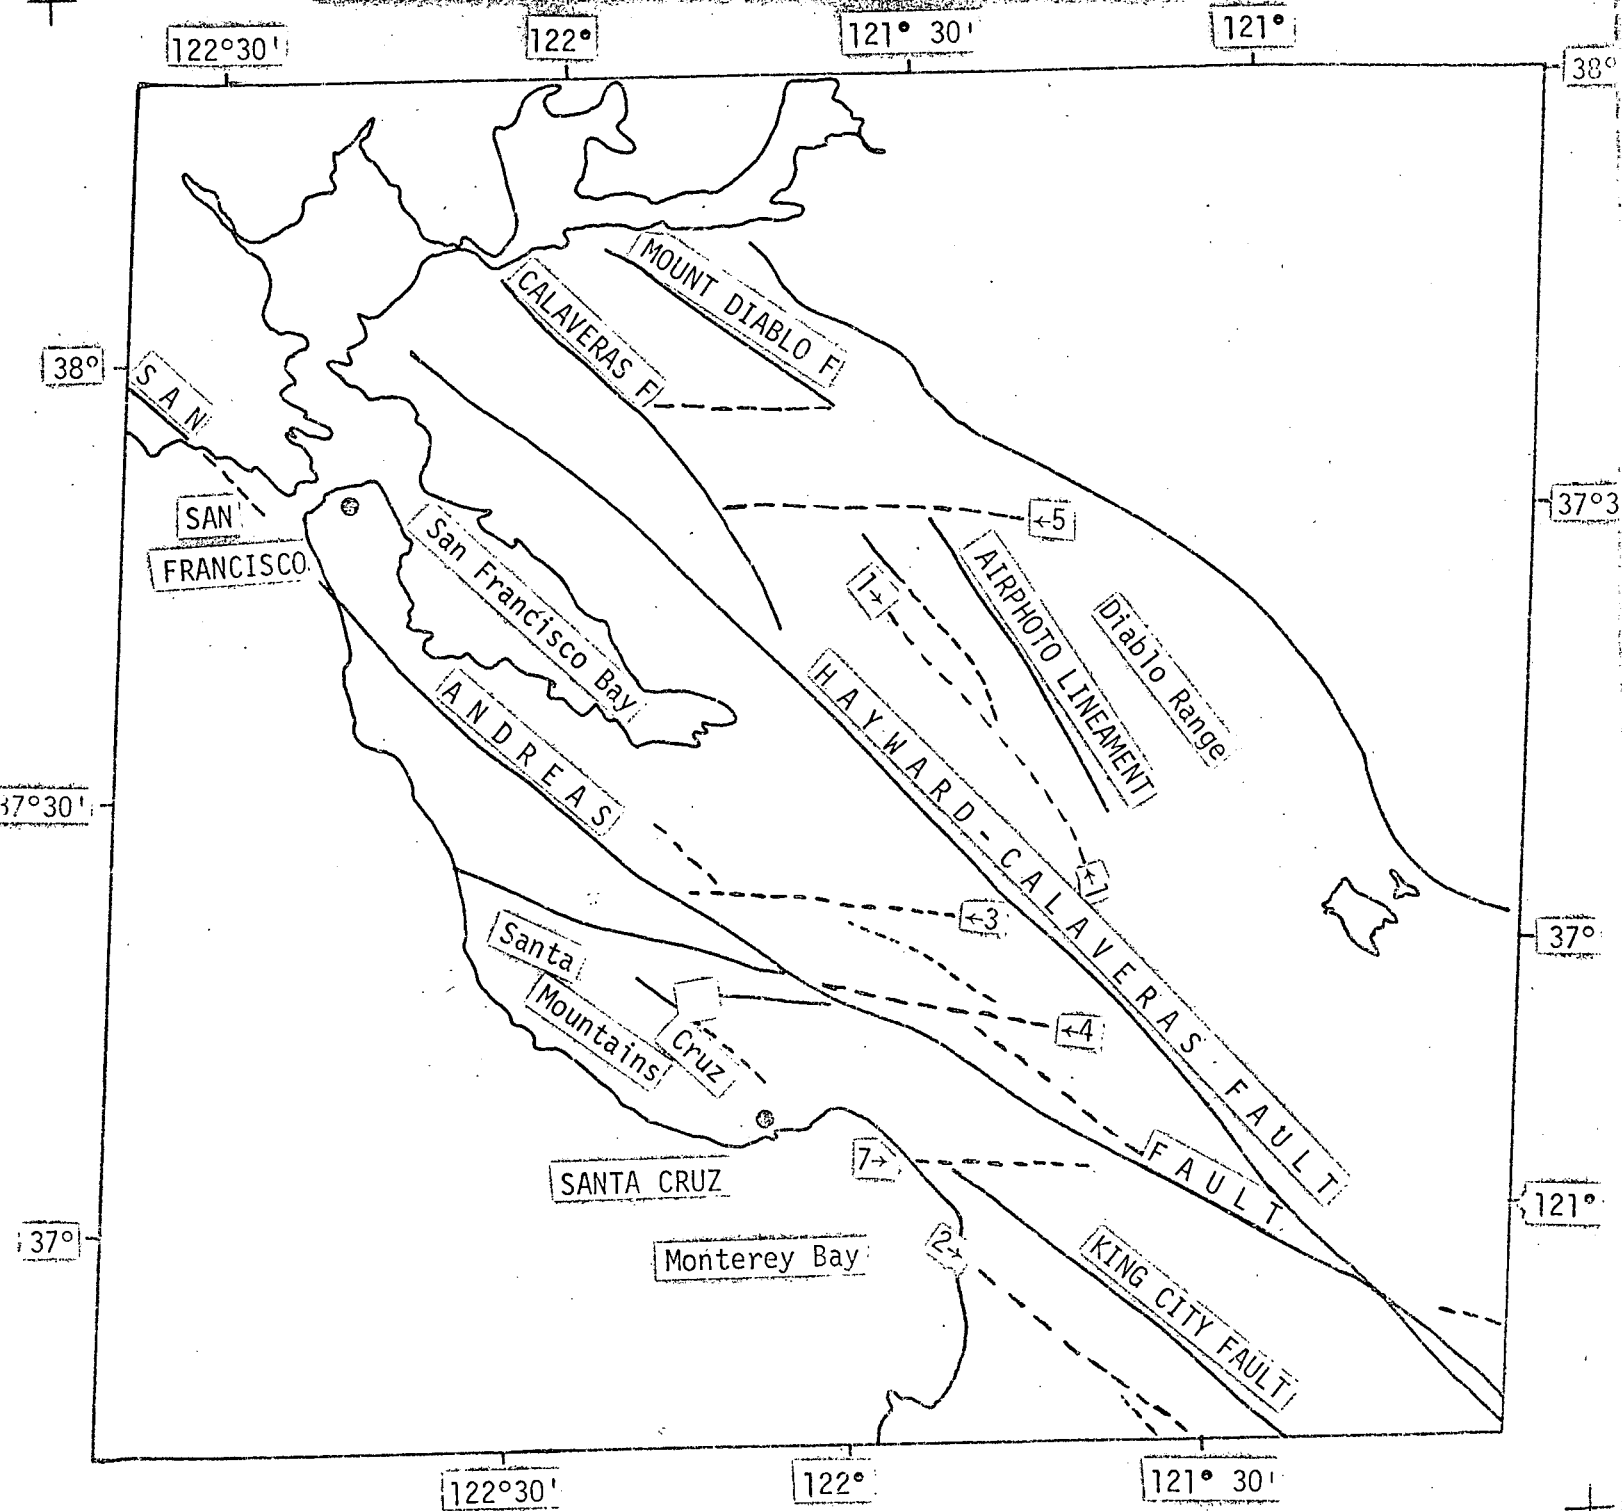 122°30'
122°
121° 30'
121°
38°
MOUNT DIABLO F
CALAVERAS F
38°
SAN
←5
37°3
SAN
FRANCISCO
San Francisco Bay
1→
AIRPHOTO LINEAMENT
Diablo Range
ANDREAS
HAYWARD-CALAVERAS FAULT
37°30'
←1
←3
37°
Santa
Cruz
Mountains
←4
FAULT
7→
SANTA CRUZ
121°
37°
Monterey Bay
2→
KING CITY FAULT
122°30'
122°
121° 30'